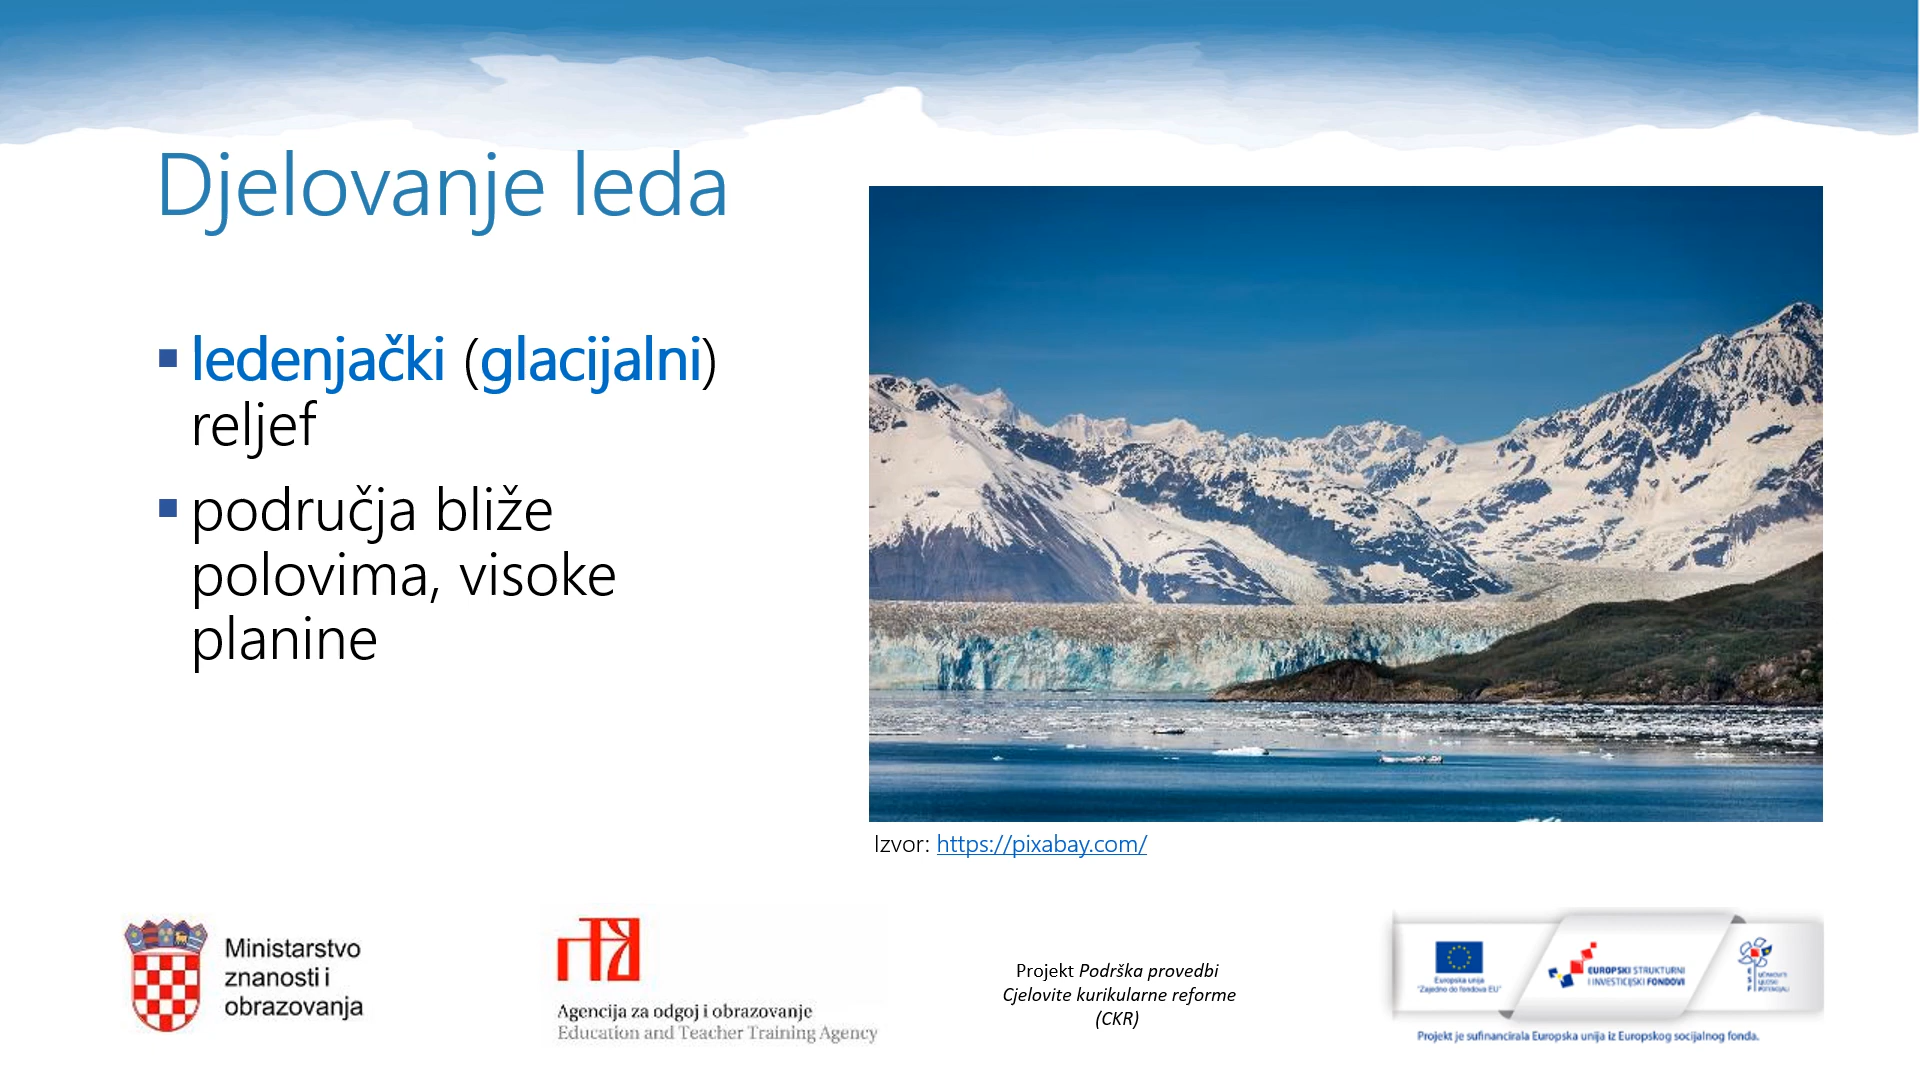 Djelovanje leda
▪ ledenjački (glacijalni)
reljef
▪ područja bliže
polovima, visoke
planine
Izvor: https://pixabay.com/
Ministarstvo
znanosti i
obrazovanja
Agencija za odgoj i obrazovanje
Education and Teacher Training Agency
Projekt Podrška provedbi
Cjelovite kurikularne reforme
(CKR)
Europska unija
"Zajedno do fondova EU"
EUROPSKI STRUKTURNI
I INVESTICIJSKI FONDOVI
Projekt je sufinancirala Europska unija iz Europskog socijalnog fonda.